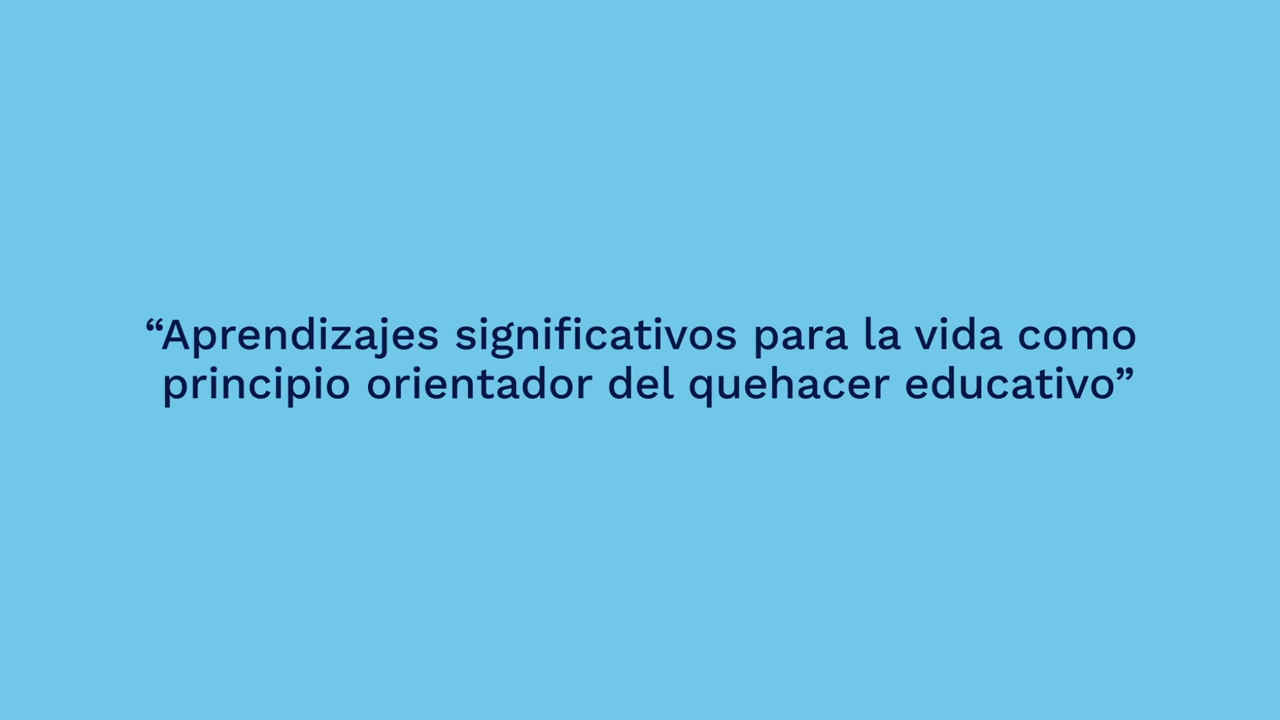 “Aprendizajes significativos para la vida como
principio orientador del quehacer educativo”